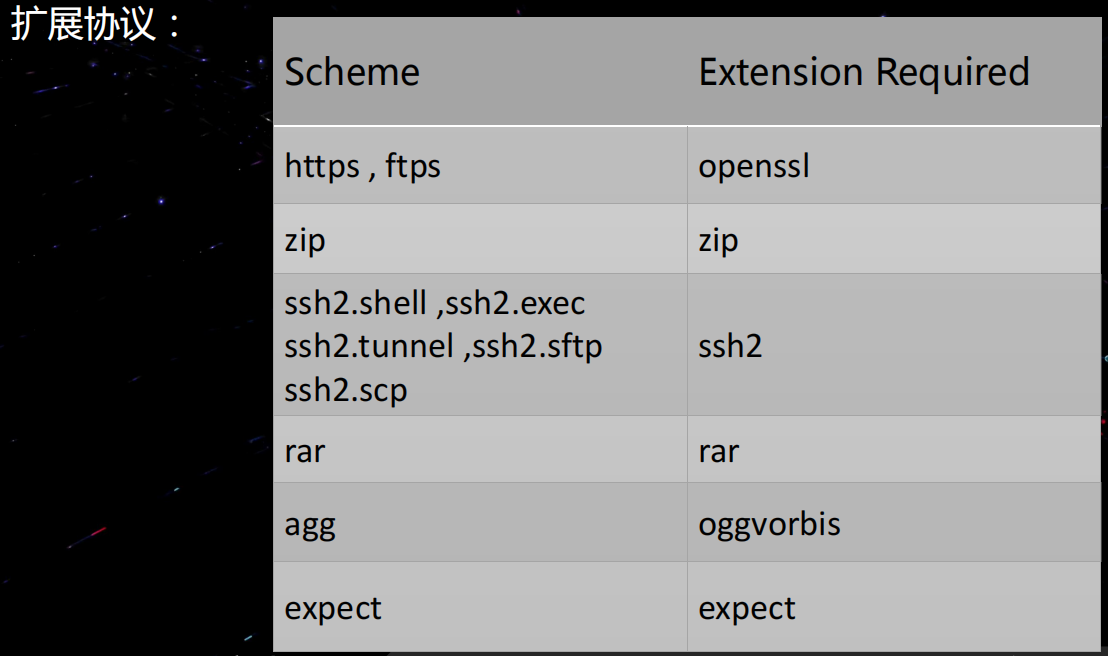 扩展协议：
Scheme Extension Required
https , ftps openssl
zip zip
ssh2.shell ,ssh2.exec
ssh2.tunnel ,ssh2.sftp ssh2
ssh2.scp
rar rar
agg oggvorbis
expect expect